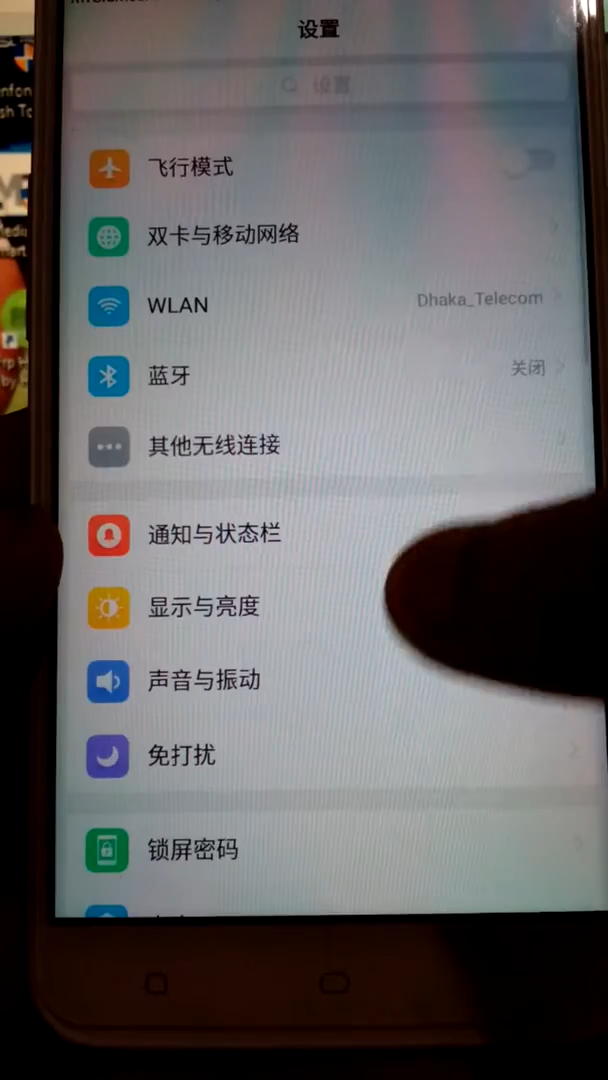 设置
设置
飞行模式
双卡与移动网络
WLAN Dhaka_Telecom
蓝牙 关闭
其他无线连接
通知与状态栏
显示与亮度
声音与振动
免打扰
锁屏密码